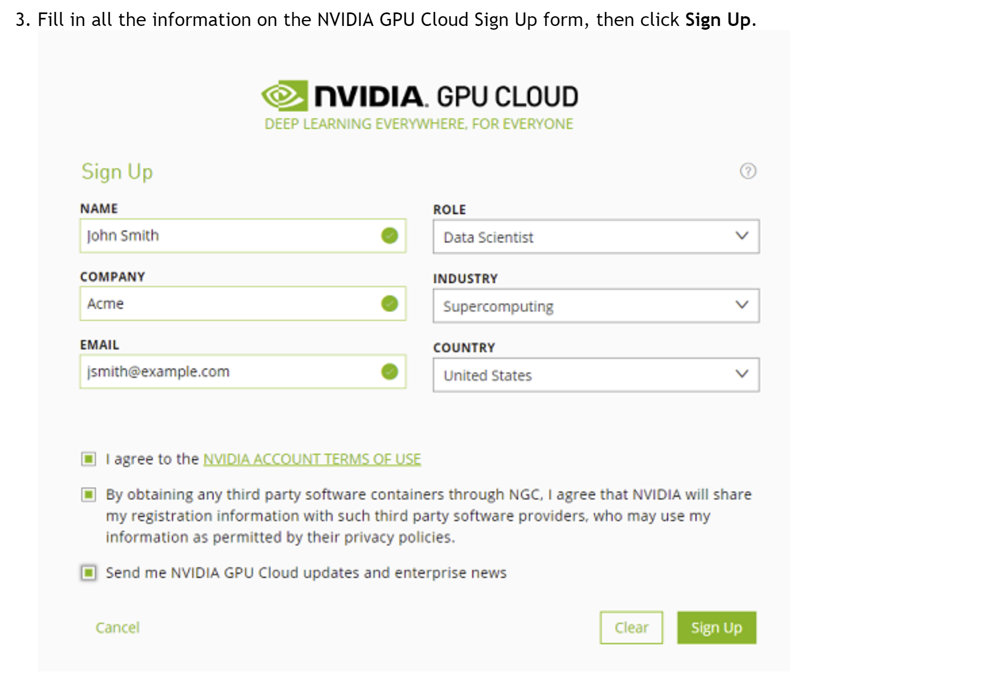 3. Fill in all the information on the NVIDIA GPU Cloud Sign Up form, then click Sign Up.
NVIDIA. GPU CLOUD
DEEP LEARNING EVERYWHERE, FOR EVERYONE
Sign Up
?
NAME
John Smith
ROLE
Data Scientist
COMPANY
Acme
INDUSTRY
Supercomputing
EMAIL
jsmith@example.com
COUNTRY
United States
I agree to the NVIDIA ACCOUNT TERMS OF USE
By obtaining any third party software containers through NGC, I agree that NVIDIA will share
my registration information with such third party software providers, who may use my
information as permitted by their privacy policies.
Send me NVIDIA GPU Cloud updates and enterprise news
Cancel
Clear
Sign Up